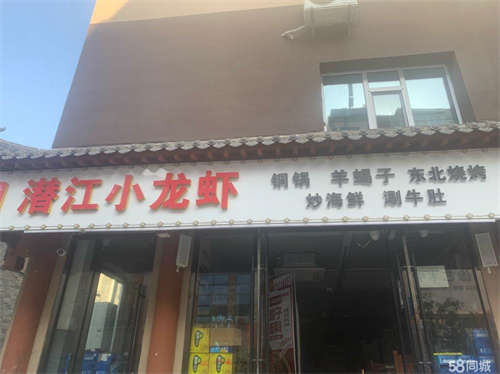 潜江小龙虾
铜锅 羊蝎子 东北烧烤
炒海鲜 涮牛肚
58同城